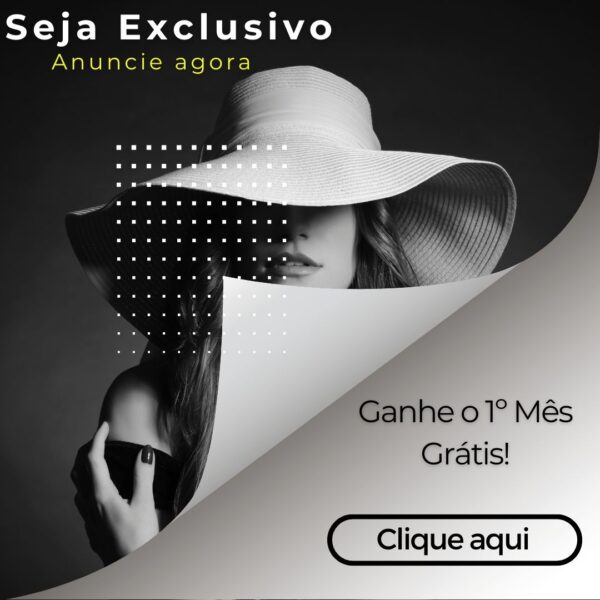 Seja Exclusivo
Anuncie agora
Ganhe o 1º Mês
Grátis!
Clique aqui